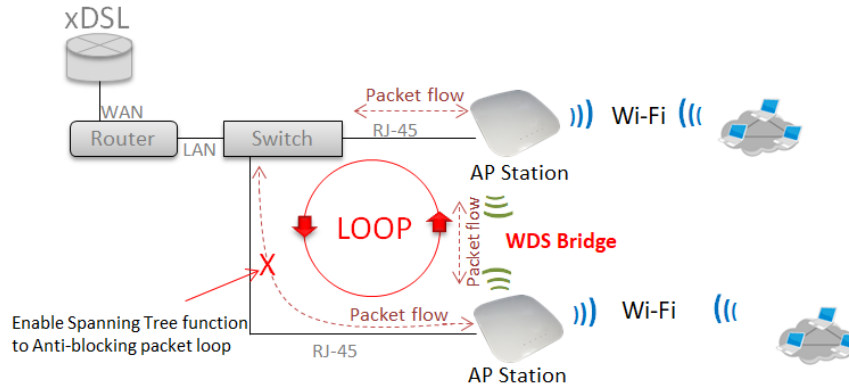 xDSL
WAN
Router
LAN
Switch
Packet flow
RJ-45
AP Station
Wi-Fi
LOOP
Packet flow
WDS Bridge
X
Enable Spanning Tree function
to Anti-blocking packet loop
Packet flow
RJ-45
AP Station
Wi-Fi